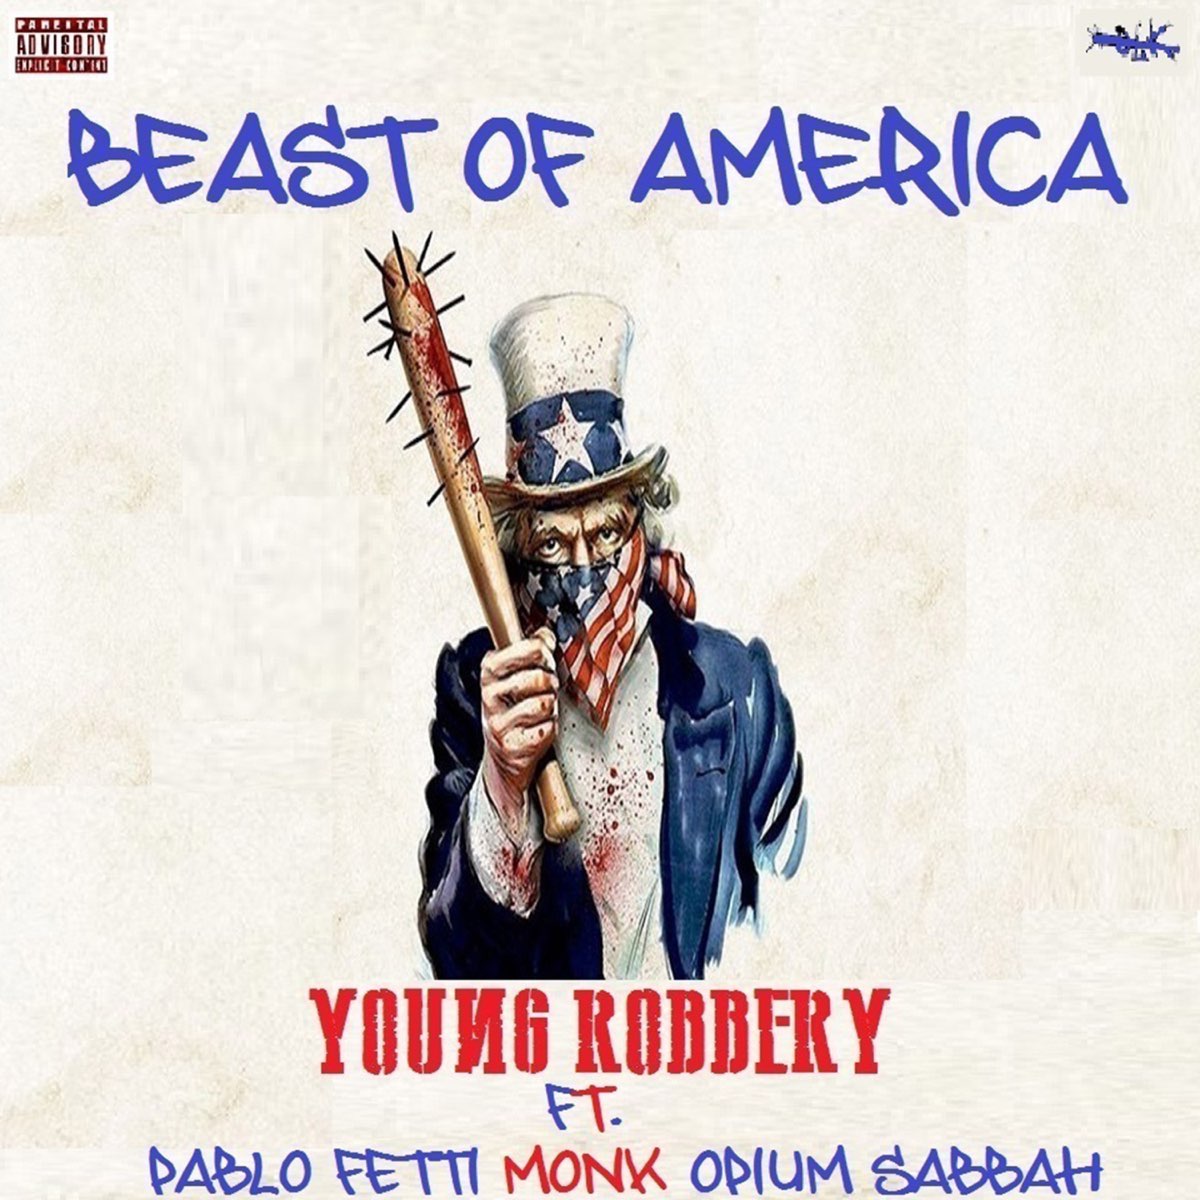 PARENTAL
ADVISORY
EXPLICIT CONTENT
BEAST OF AMERICA
YOUNG ROBBERY
FT.
PABLO FETTI MONK OPIUM SABBAH